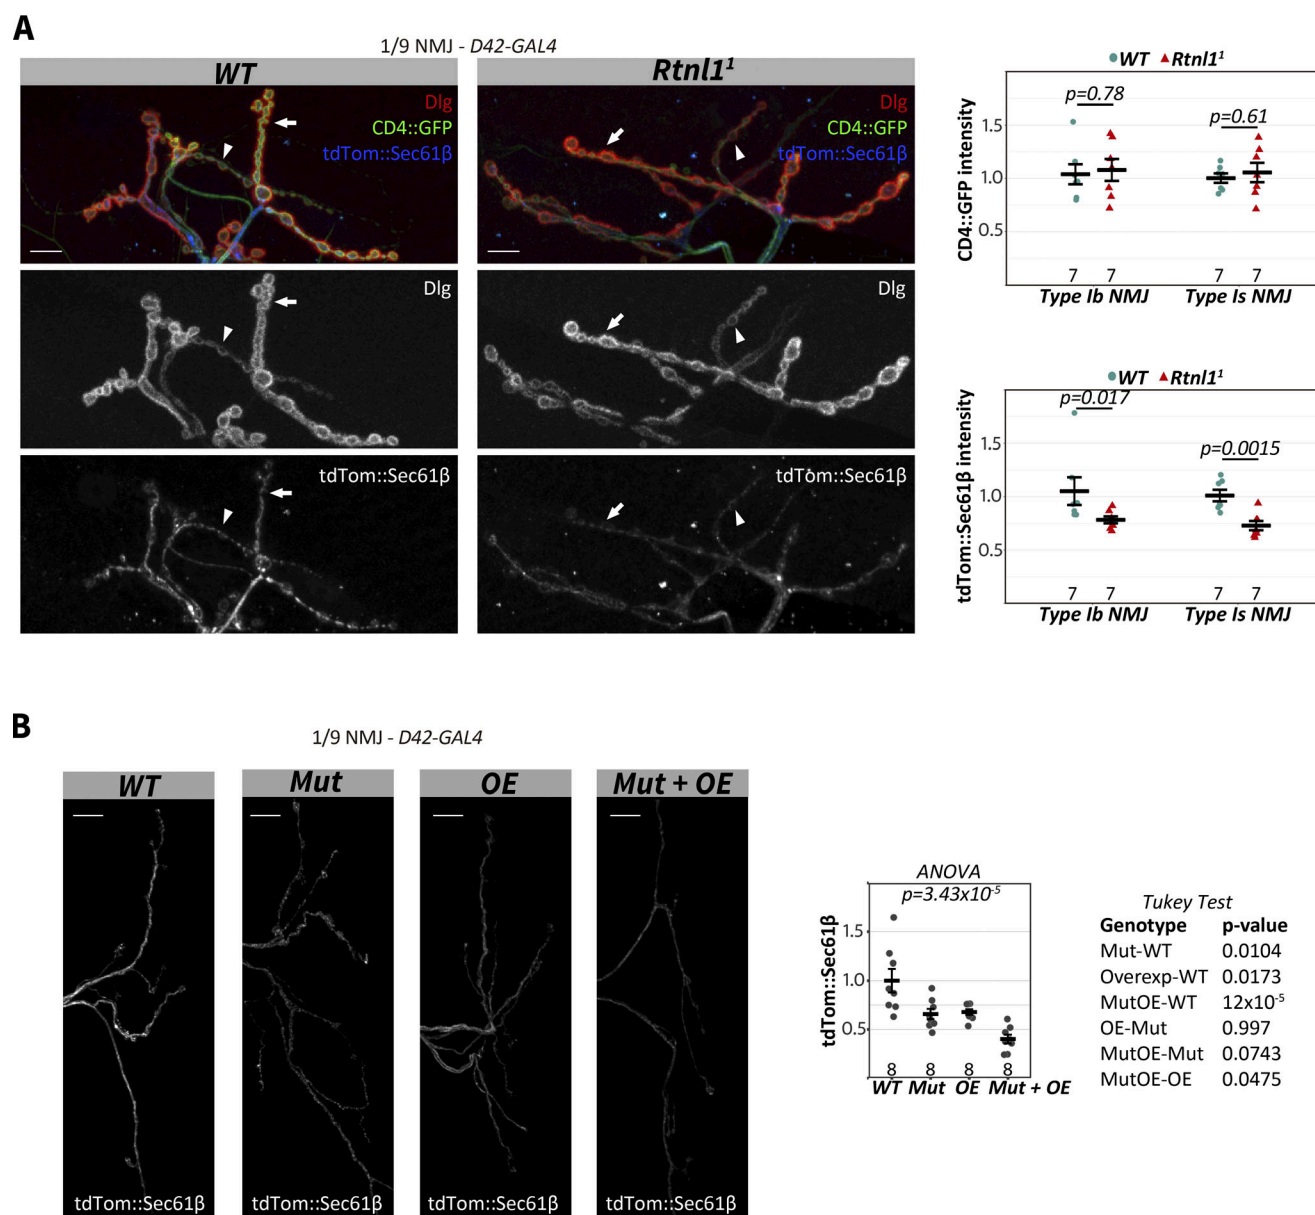 A
1/9 NMJ - D42-GAL4
WT
Rtnl1¹
Dlg
CD4::GFP
tdTom::Sec61β
Dlg
CD4::GFP
tdTom::Sec61β
Dlg
Dlg
tdTom::Sec61β
tdTom::Sec61β
WT Rtnl1¹
p=0.78
p=0.61
1.5
1.0
0.5
CD4::GFP intensity
7 7 7 7
Type Ib NMJ Type Is NMJ
WT Rtnl1¹
p=0.017
p=0.0015
1.5
1.0
0.5
tdTom::Sec61β intensity
7 7 7 7
Type Ib NMJ Type Is NMJ
B
1/9 NMJ - D42-GAL4
WT
Mut
OE
Mut + OE
tdTom::Sec61β
tdTom::Sec61β
tdTom::Sec61β
tdTom::Sec61β
ANOVA
p=3.43x10⁻⁵
1.5
1.0
0.5
tdTom::Sec61β
8 8 8 8
WT Mut OE Mut + OE
Tukey Test
Genotype p-value
Mut-WT 0.0104
Overexp-WT 0.0173
MutOE-WT 12x10⁻⁵
OE-Mut 0.997
MutOE-Mut 0.0743
MutOE-OE 0.0475